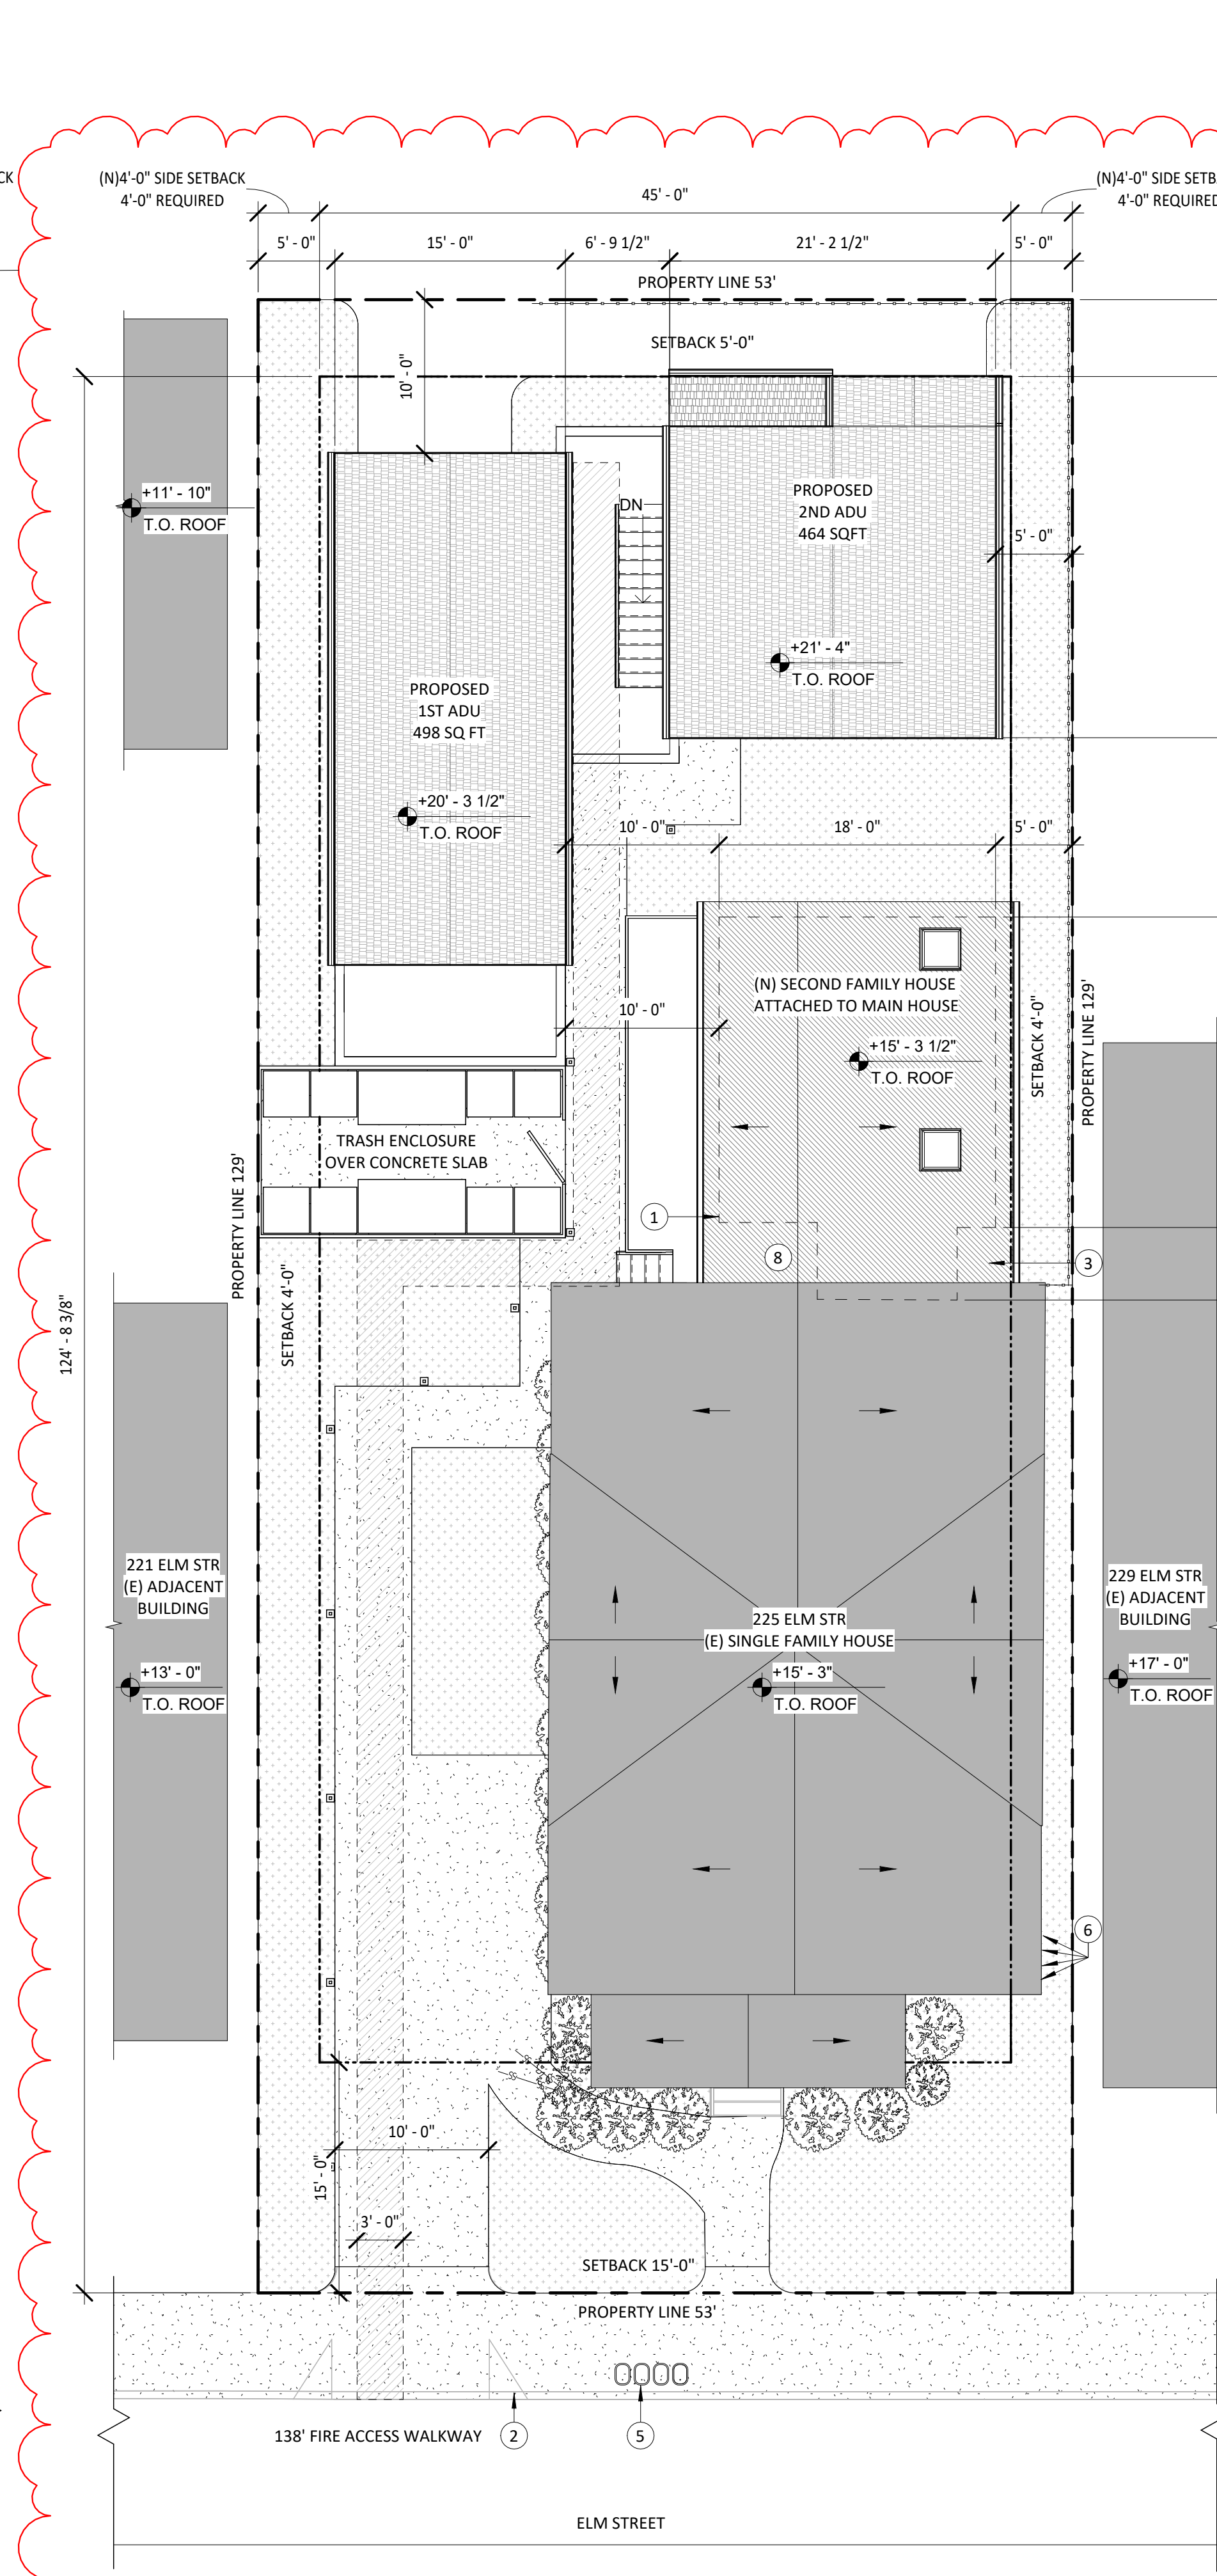 CK
(N)4'-0" SIDE SETBACK
4'-0" REQUIRED
45' - 0"
(N)4'-0" SIDE SETB
4'-0" REQUIRED
5' - 0"
15' - 0"
6' - 9 1/2"
21' - 2 1/2"
5' - 0"
PROPERTY LINE 53'
SETBACK 5'-0"
10' - 0"
+11' - 10"
T.O. ROOF
DN
PROPOSED
2ND ADU
464 SQFT
5' - 0"
+21' - 4"
T.O. ROOF
PROPOSED
1ST ADU
498 SQ FT
+20' - 3 1/2"
T.O. ROOF
10' - 0"
18' - 0"
5' - 0"
(N) SECOND FAMILY HOUSE
ATTACHED TO MAIN HOUSE
10' - 0"
+15' - 3 1/2"
T.O. ROOF
SETBACK 4'-0"
PROPERTY LINE 129'
TRASH ENCLOSURE
OVER CONCRETE SLAB
PROPERTY LINE 129'
1
8
3
SETBACK 4'-0"
124' - 8 3/8"
221 ELM STR
(E) ADJACENT
BUILDING
+13' - 0"
T.O. ROOF
225 ELM STR
(E) SINGLE FAMILY HOUSE
+15' - 3"
T.O. ROOF
229 ELM STR
(E) ADJACENT
BUILDING
+17' - 0"
T.O. ROOF
6
10' - 0"
15' - 0"
3' - 0"
SETBACK 15'-0"
PROPERTY LINE 53'
138' FIRE ACCESS WALKWAY
2
5
ELM STREET